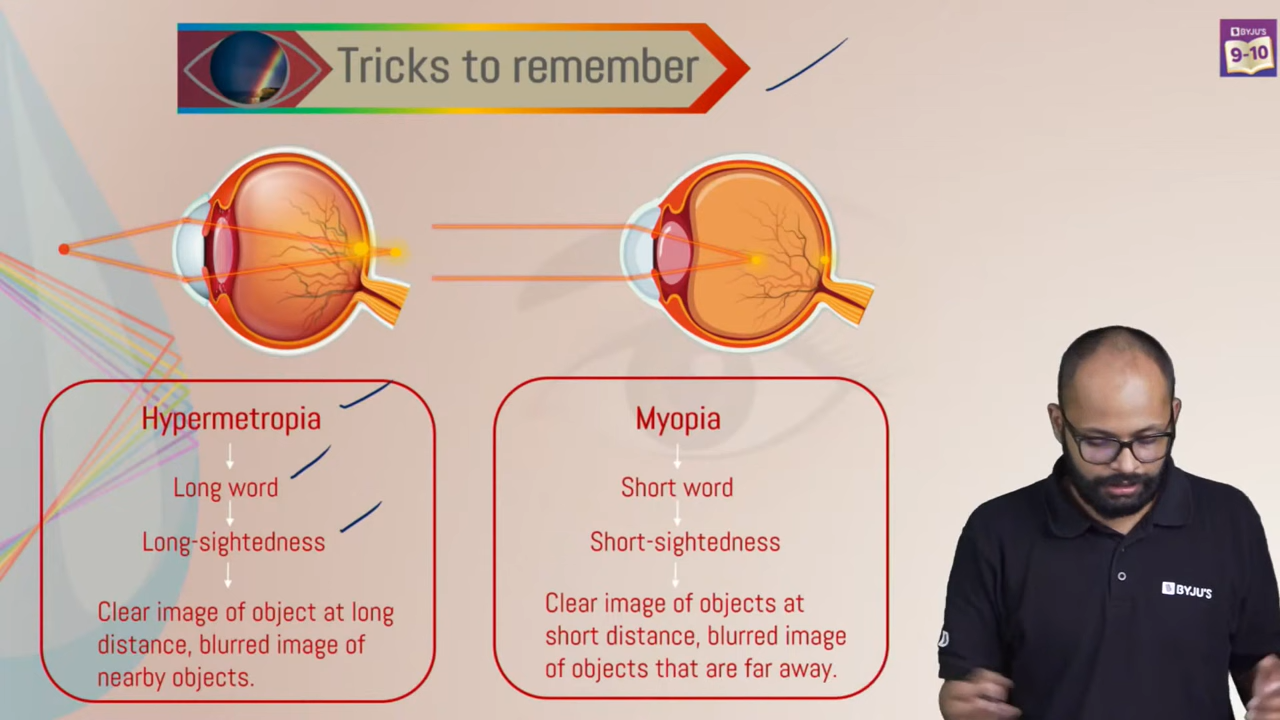 Tricks to remember
BYJU'S
9-10
Hypermetropia
Long word
Long-sightedness
Clear image of object at long
distance, blurred image of
nearby objects.
Myopia
Short word
Short-sightedness
Clear image of objects at
short distance, blurred image
of objects that are far away.
BYJU'S